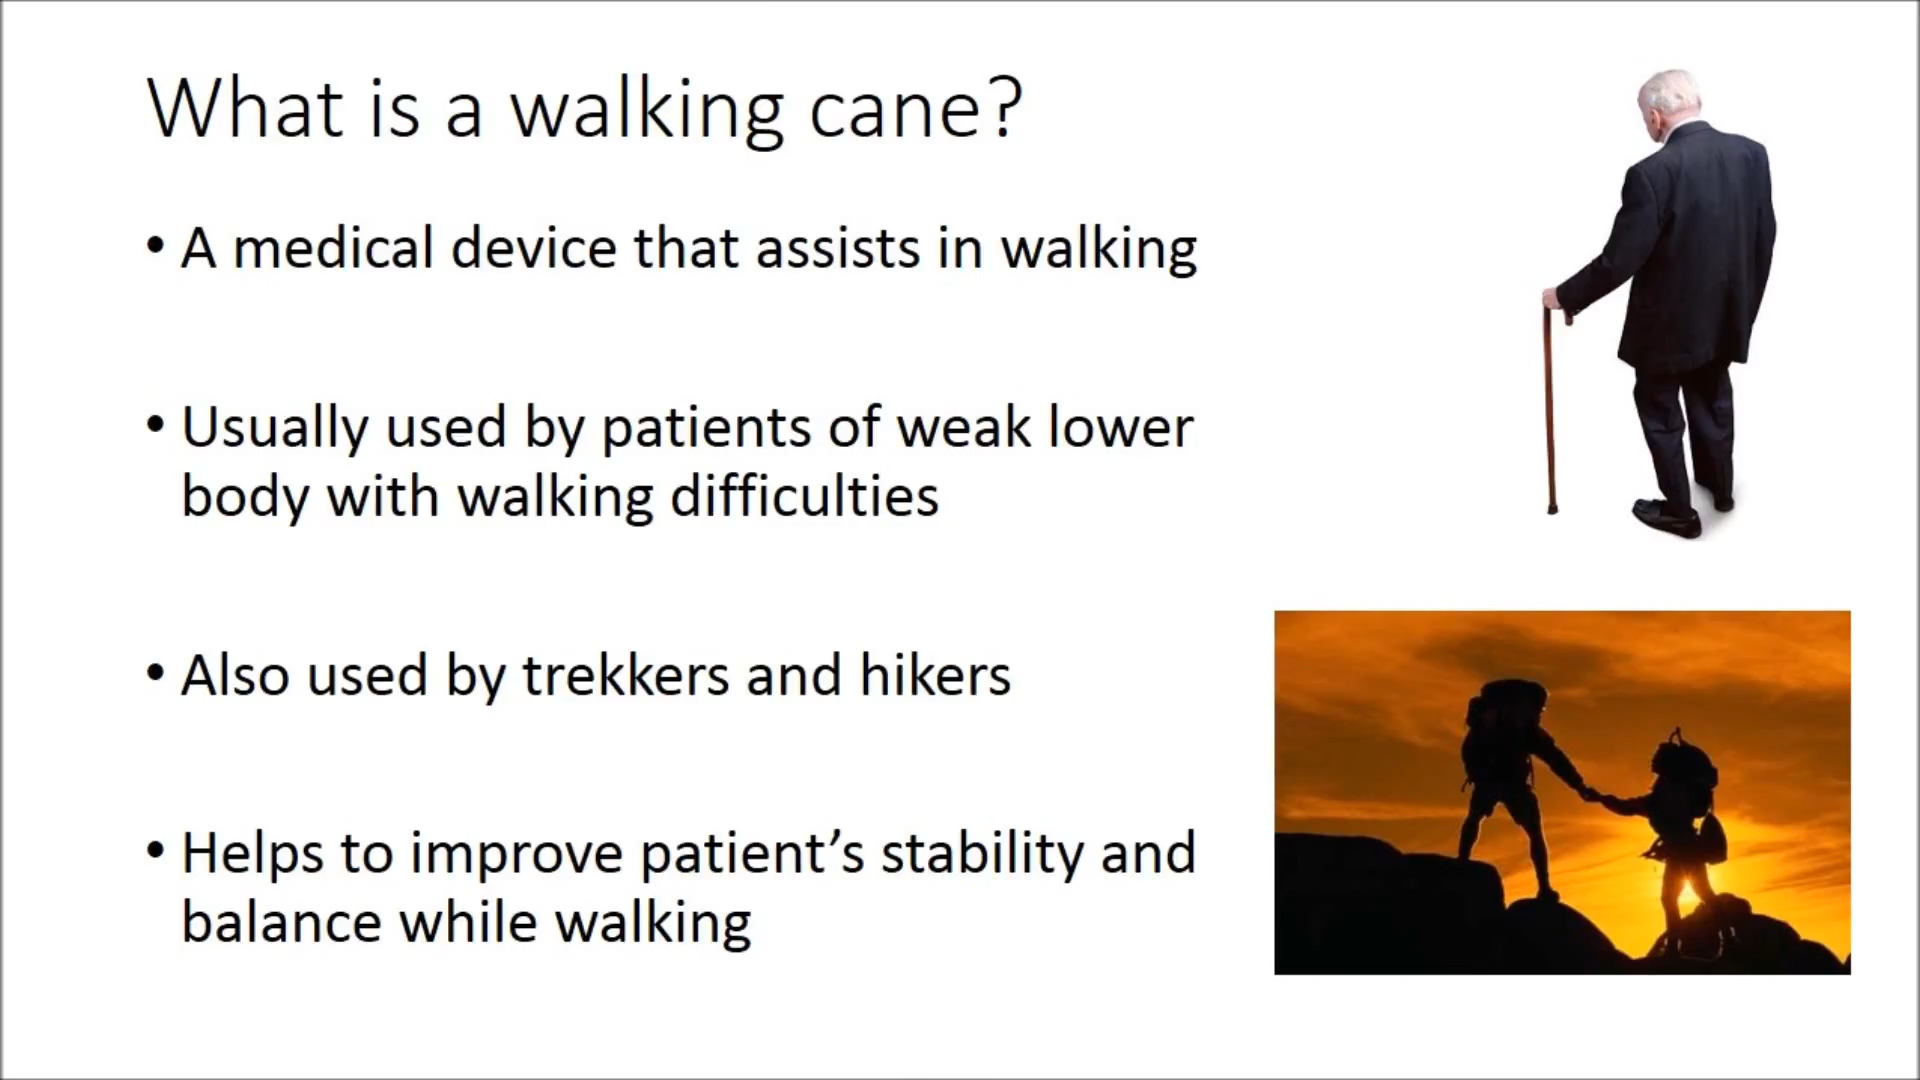 What is a walking cane?
• A medical device that assists in walking
• Usually used by patients of weak lower
body with walking difficulties
• Also used by trekkers and hikers
• Helps to improve patient’s stability and
balance while walking